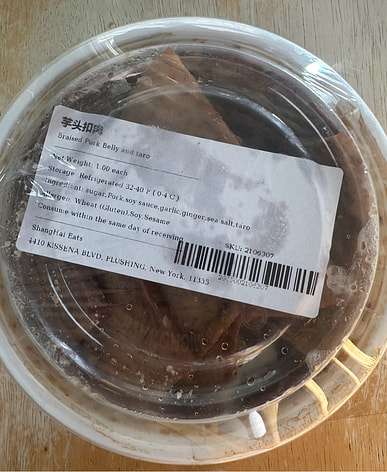 芋头扣肉
Braised Pork Belly and taro
Net Weight: 1.00 each
Storage Refrigerated 32-40 F ( 0-4 C )
Ingredient: sugar,Pork,soy sauce,garlic,ginger,sea salt,taro
Allergen Wheat (Gluten),Soy,Sesame
Consume within the same day of receiving
SKU: 2106307
ShangHai Eats
4410 KISSENA BLVD, FLUSHING, New York, 11355